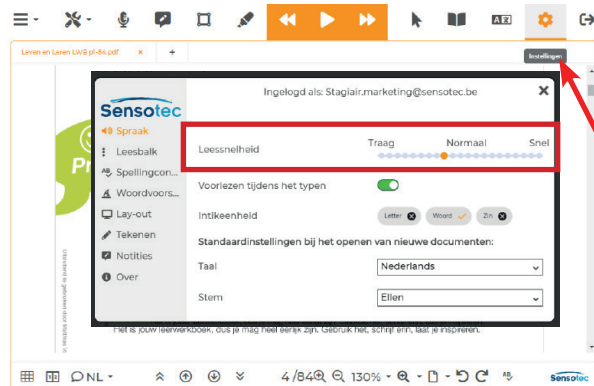 Leven en Leren LWB pl-84.pdf × +
Instellingen
Ingelogd als: Stagiair.marketing@sensotec.be
Sensotec
Spraak
Leesbalk
Spellingcon...
Woordvoors...
Lay-out
Tekenen
Notities
Over
Leessnelheid
Traag Normaal Snel
Voorlezen tijdens het typen
Intikeenheid
Letter Woord Zin
Standaardinstellingen bij het openen van nieuwe documenten:
Taal
Nederlands
Stem
Ellen
Het is jouw leerwerkboek, dus je mag heel eerlijk zijn. Gebruik het, schrijf erin, laat je inspireren.
NL
4 /84
130%
Sensotec